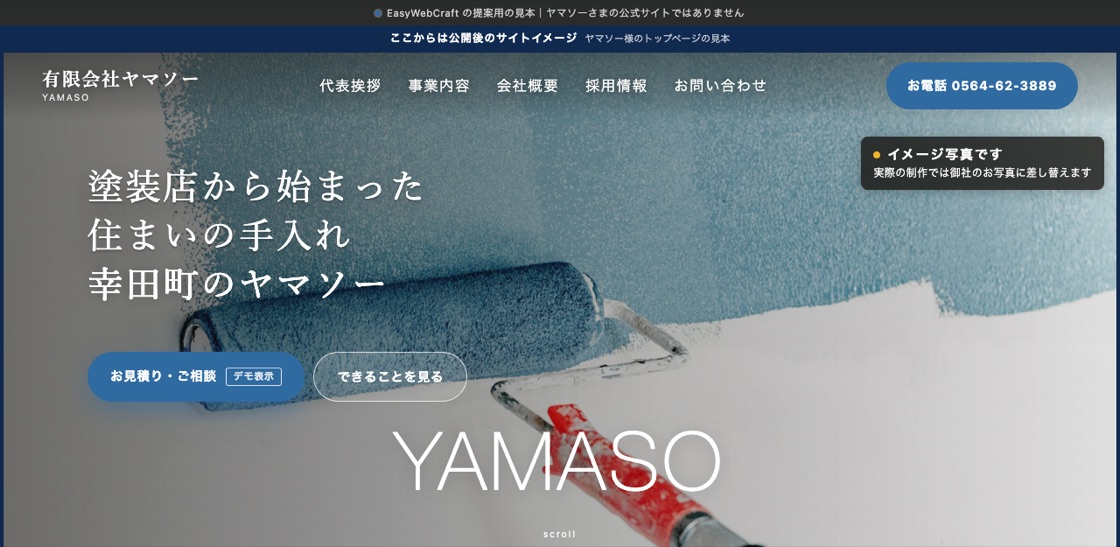 EasyWebCraft の提案用の見本｜ヤマソーさまの公式サイトではありません
ここからは公開後のサイトイメージ ヤマソー様のトップページの見本
有限会社ヤマソー
YAMASO
代表挨拶 事業内容 会社概要 採用情報 お問い合わせ
お電話 0564-62-3889
イメージ写真です
実際の制作では御社のお写真に差し替えます
塗装店から始まった
住まいの手入れ
幸田町のヤマソー
お見積り・ご相談 デモ表示
できることを見る
YAMASO
scroll